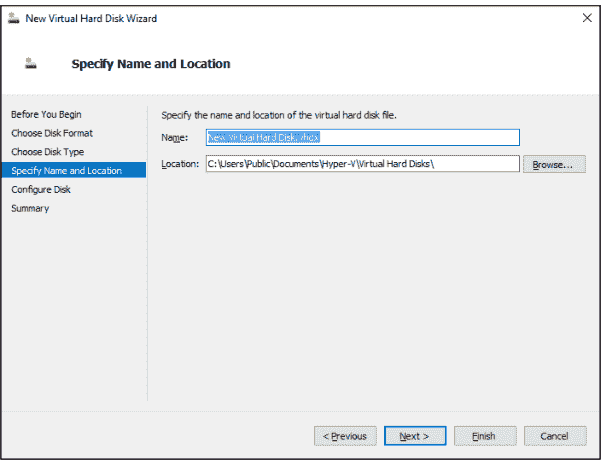 New Virtual Hard Disk Wizard
Specify Name and Location
Before You Begin
Choose Disk Format
Choose Disk Type
Specify Name and Location
Configure Disk
Summary
Specify the name and location of the virtual hard disk file.
Name: New Virtual Hard Disk.vhdx
Location: C:\Users\Public\Documents\Hyper-V\Virtual Hard Disks\ Browse...
< Previous Next > Finish Cancel